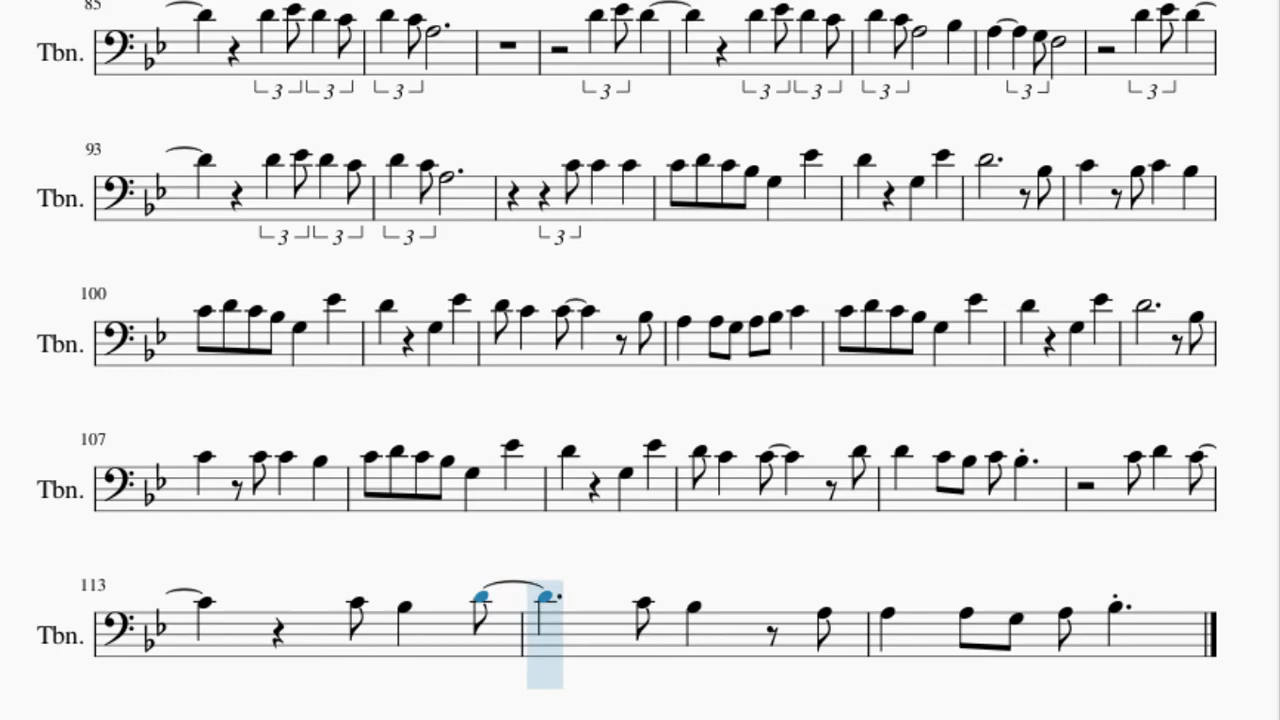 85
Tbn.
3 3 3 3 3 3 3 3 3
93
Tbn.
3 3 3 3
100
Tbn.
107
Tbn.
113
Tbn.